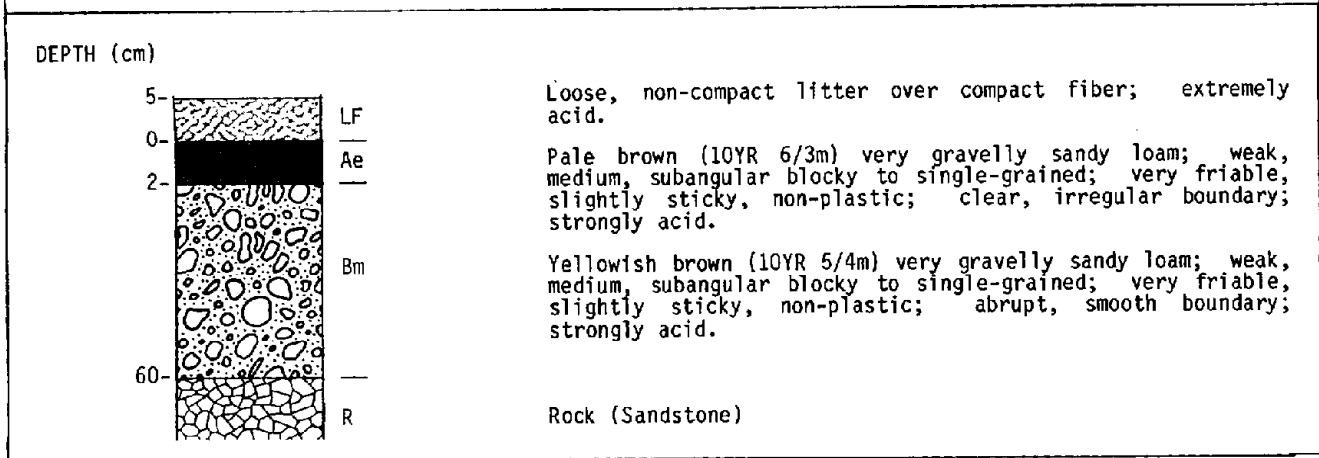 DEPTH (cm)
5-
LF
Loose, non-compact litter over compact fiber; extremely
acid.
0-
Ae
Pale brown (10YR 6/3m) very gravelly sandy loam; weak,
medium, subangular blocky to single-grained; very friable,
slightly sticky, non-plastic; clear, irregular boundary;
strongly acid.
2-
Bm
Yellowish brown (10YR 5/4m) very gravelly sandy loam; weak,
medium, subangular blocky to single-grained; very friable,
slightly sticky, non-plastic; abrupt, smooth boundary;
strongly acid.
60-
R
Rock (Sandstone)